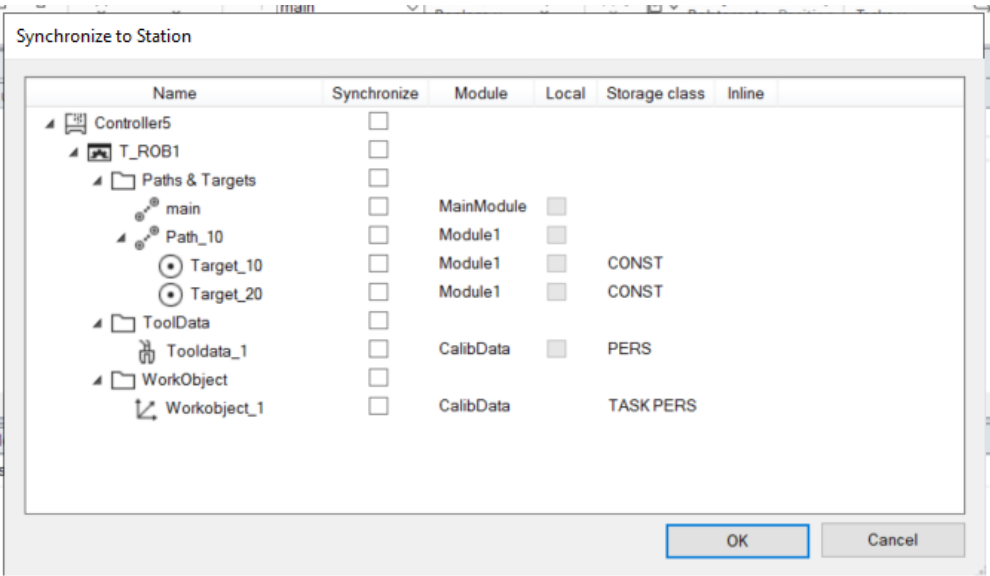 main
Synchronize to Station
Name Synchronize Module Local Storage class Inline
Controller5
T_ROB1
Paths & Targets
main MainModule
Path_10 Module1
Target_10 Module1 CONST
Target_20 Module1 CONST
ToolData
Tooldata_1 CalibData PERS
WorkObject
Workobject_1 CalibData TASK PERS
OK Cancel